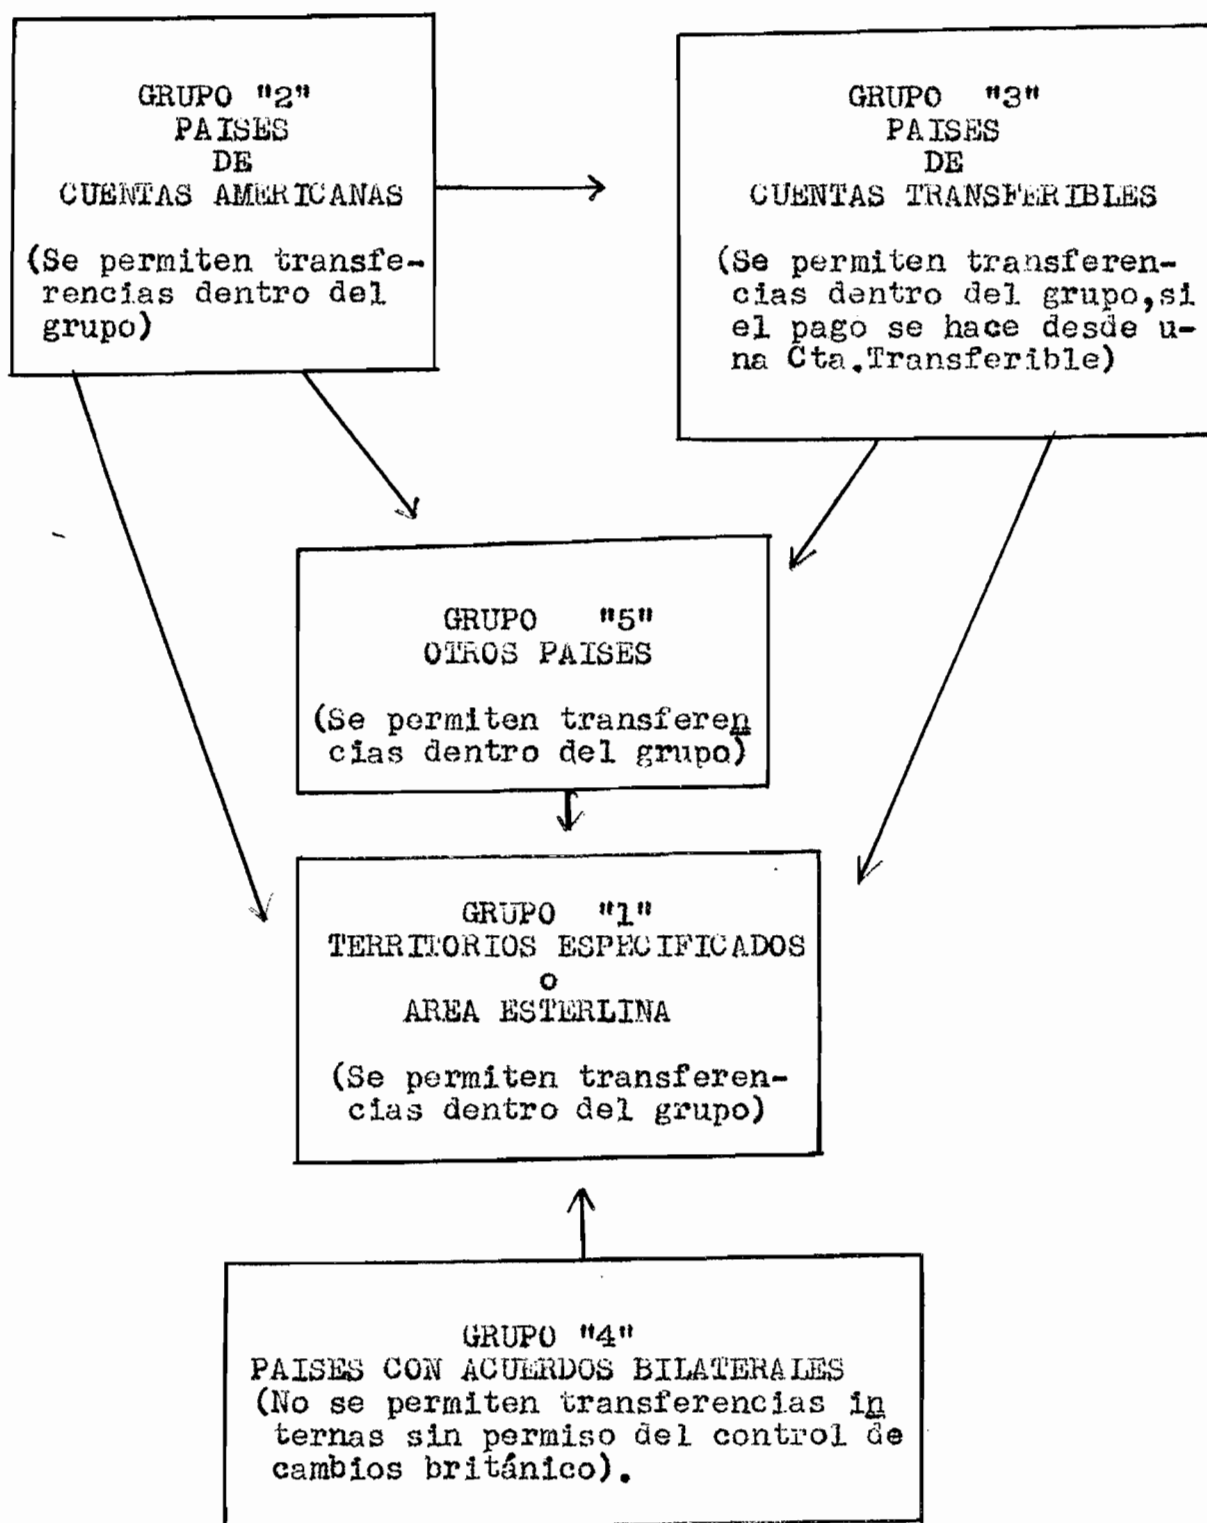 GRUPO "2"
PAISES
DE
CUENTAS AMERICANAS
(Se permiten transfe-
rencias dentro del
grupo)
GRUPO "3"
PAISES
DE
CUENTAS TRANSFERIBLES
(Se permiten transferen-
cias dentro del grupo,si
el pago se hace desde u-
na Cta.Transferible)
GRUPO "5"
OTROS PAISES
(Se permiten transferen
cias dentro del grupo)
GRUPO "1"
TERRITORIOS ESPECIFICADOS
o
AREA ESTERLINA
(Se permiten transferen-
cias dentro del grupo)
GRUPO "4"
PAISES CON ACUERDOS BILATERALES
(No se permiten transferencias in
ternas sin permiso del control de
cambios británico).